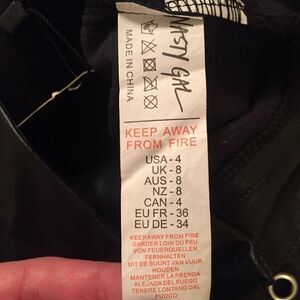 NASTY GAL
MADE IN CHINA
KEEP AWAY
FROM FIRE
USA - 4
UK - 8
AUS - 8
NZ - 8
CAN - 4
EU FR - 36
EU DE - 34
KEEP AWAY FROM FIRE
GARDER LOIN DU FEU
VON FEUERQUELLEN
FERNHALTEN
UIT DE BUURT VAN VUUR
HOUDEN
MANTENER LA PRENDA
ALEJADA DEL FUEGO
TENERE LONTANO DAL
FUOCO